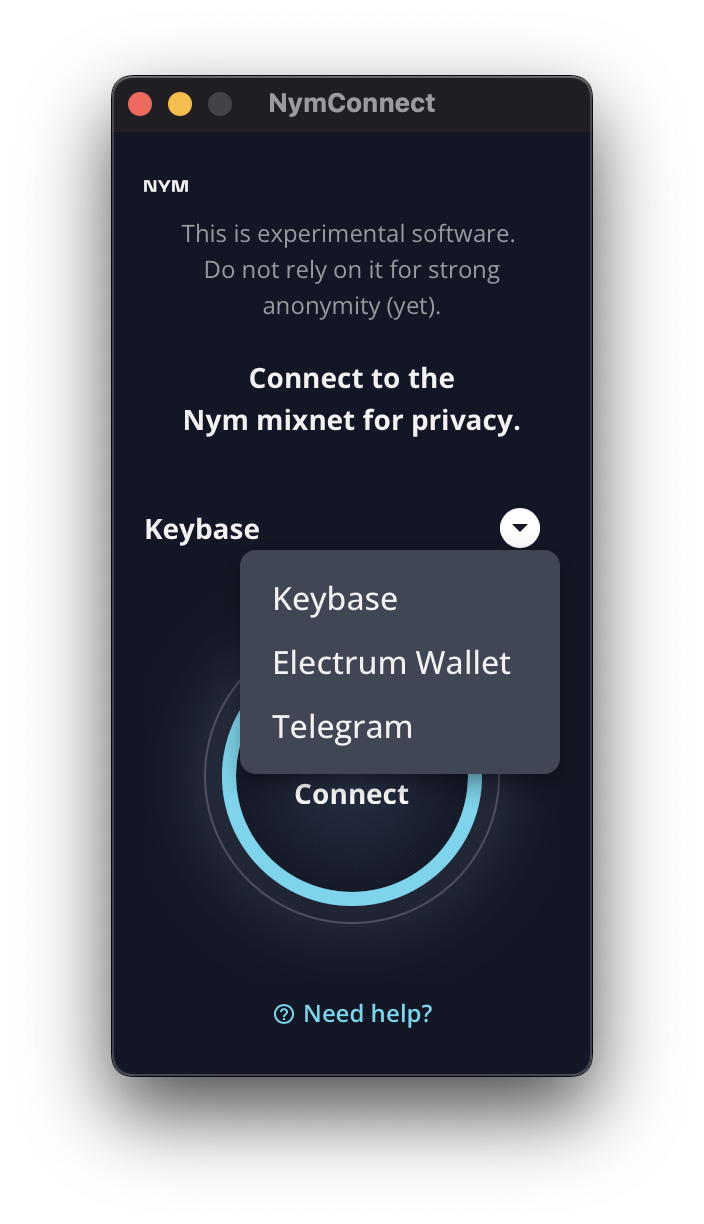 NymConnect
NYM
This is experimental software.
Do not rely on it for strong
anonymity (yet).
Connect to the
Nym mixnet for privacy.
Keybase
Keybase
Electrum Wallet
Telegram
Connect
Need help?